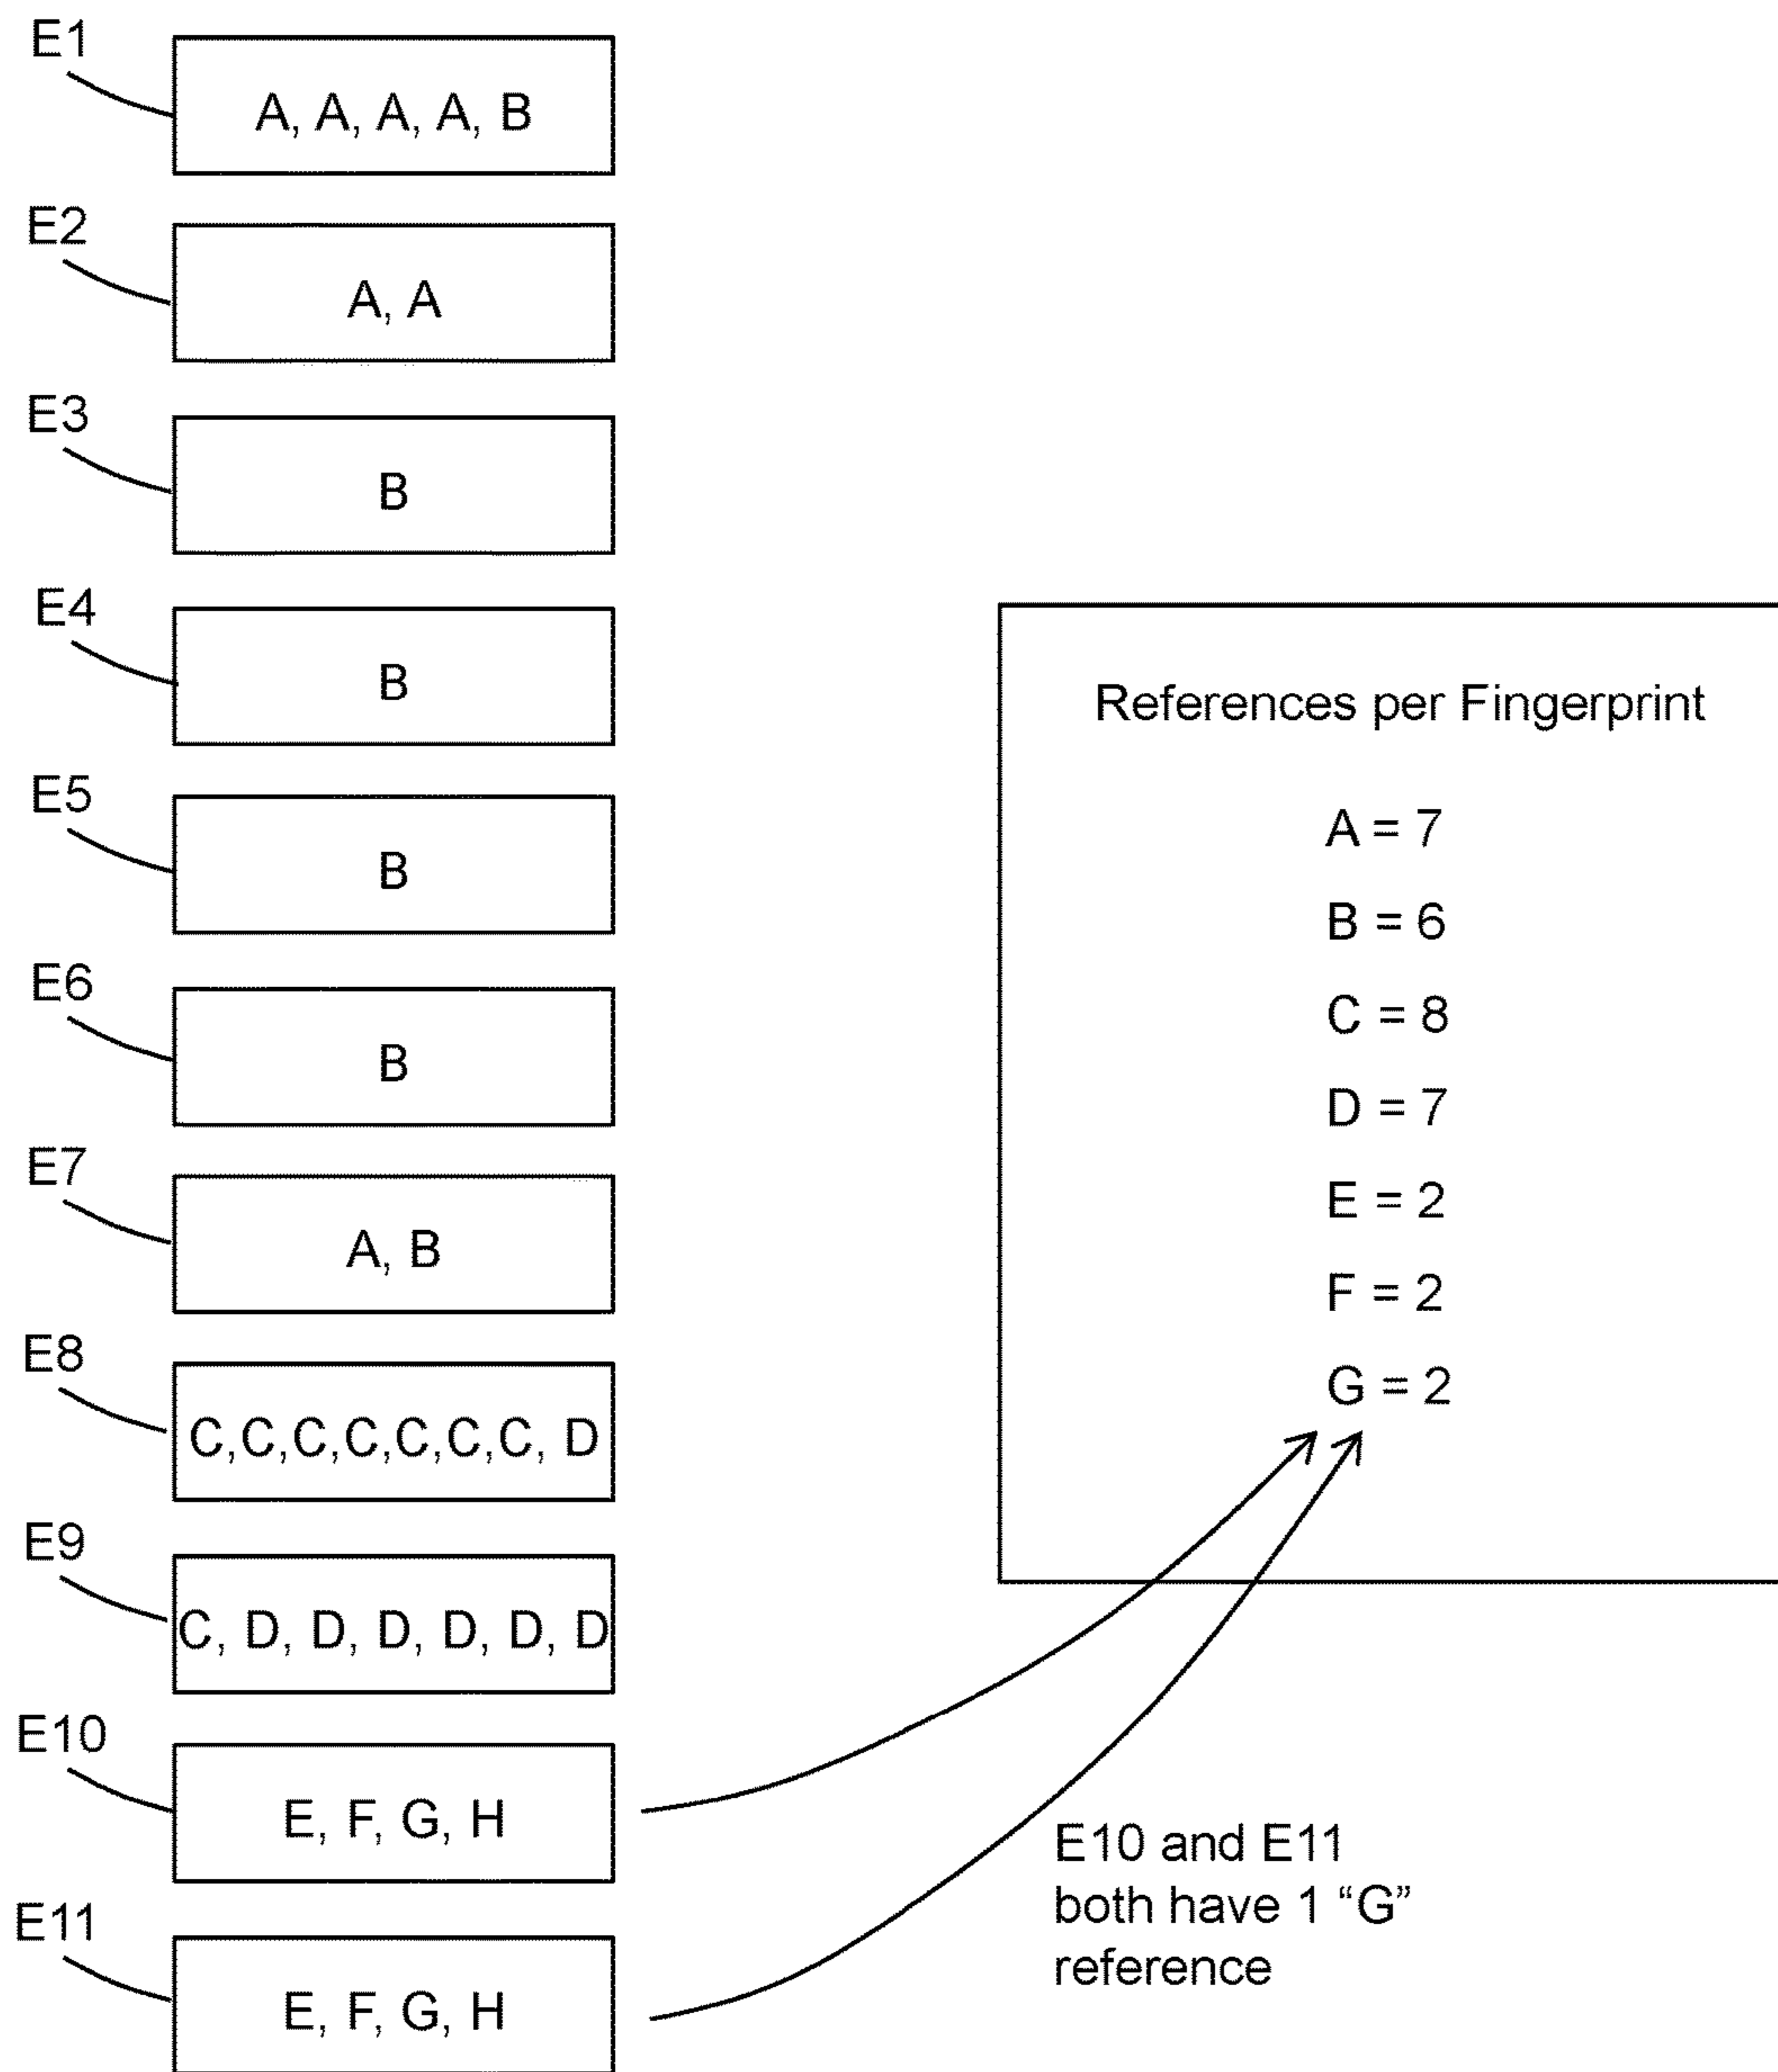 E1
A, A, A, A, B
E2
A, A
E3
B
E4
B
E5
B
E6
B
E7
A, B
E8
C,C,C,C,C,C,C, D
E9
C, D, D, D, D, D, D
E10
E, F, G, H
E11
E, F, G, H
References per Fingerprint
A = 7
B = 6
C = 8
D = 7
E = 2
F = 2
G = 2
E10 and E11
both have 1 “G”
reference